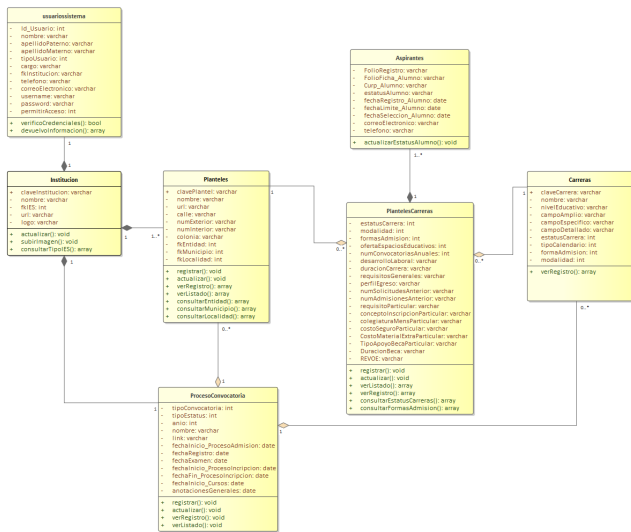 usuariossistema
- Id_Usuario: int
- nombre: varchar
- apellidoPaterno: varchar
- apellidoMaterno: varchar
- tipoUsuario: int
- cargo: varchar
- fkInstitucion: varchar
- telefono: varchar
- correoElectronico: varchar
- username: varchar
- password: varchar
- permitirAcceso: int
+ verificoCredenciales(): bool
+ devuelvoInformacion(): array
1
1
Institucion
- claveInstitucion: varchar
- nombre: varchar
- fkIES: int
- url: varchar
- logo: varchar
+ actualizar(): void
+ subirImagen(): void
+ consultarTipoIES(): array
1
1..*
1
Planteles
- clavePlantel: varchar
- nombre: varchar
- url: varchar
- calle: varchar
- numExterior: varchar
- numInterior: varchar
- colonia: varchar
- fkEntidad: int
- fkMunicipio: int
- fkLocalidad: int
+ registrar(): void
+ actualizar(): void
+ verRegistro(): array
+ verListado(): array
+ consultarEntidad(): array
+ consultarMunicipio(): array
+ consultarLocalidad(): array
1
0..*
0..*
1
Aspirantes
- FolioRegistro: varchar
- FolioFicha_Alumno: varchar
- Curp_Alumno: varchar
- estatusAlumno: varchar
- fechaRegistro_Alumno: date
- fechaLimite_Alumno: date
- fechaSeleccion_Alumno: date
- correoElectronico: varchar
- telefono: varchar
+ actualizarEstatusAlumno(): void
1..*
1
PlantelesCarreras
- estatusCarrera: int
- modalidad: int
- formasAdmision: int
- ofertaEspaciosEducativos: int
- numConvocatoriasAnuales: int
- desarrolloLaboral: varchar
- duracionCarrera: varchar
- requisitosGenerales: varchar
- perfilEgreso: varchar
- numSolicitudesAnterior: varchar
- numAdmisionesAnterior: varchar
- requisitoParticular: varchar
- conceptoInscripcionParticular: varchar
- colegiaturaMensParticular: varchar
- costoSeguroParticular: varchar
- CostoMaterialExtraParticular: varchar
- TipoApoyoBecaParticular: varchar
- DuracionBeca: varchar
- REVOE: varchar
+ registrar(): void
+ actualizar(): void
+ verListado(): array
+ verRegistro(): array
+ consultarEstatusCarreras(): array
+ consultarFormasAdmision(): array
0..*
1
Carreras
- claveCarrera: varchar
- nombre: varchar
- nivelEducativo: varchar
- campoAmplio: varchar
- campoEspecifico: varchar
- campoDetallado: varchar
- estatusCarrera: int
- tipoCalendario: int
- formaAdmision: int
- modalidad: int
+ verRegistro(): array
0..*
1
ProcesoConvocatoria
- tipoConvocatoria: int
- tipoEstatus: int
- anio: int
- nombre: varchar
- link: varchar
- fechaInicio_ProcesoAdmision: date
- fechaRegistro: date
- fechaExamen: date
- fechaInicio_ProcesoIncripcion: date
- fechaFin_ProcesoIncripcion: date
- fechaInicio_Cursos: date
- anotacionesGenerales: date
+ registrar(): void
+ actualizar(): void
+ verRegistro(): void
+ verListado(): void
1